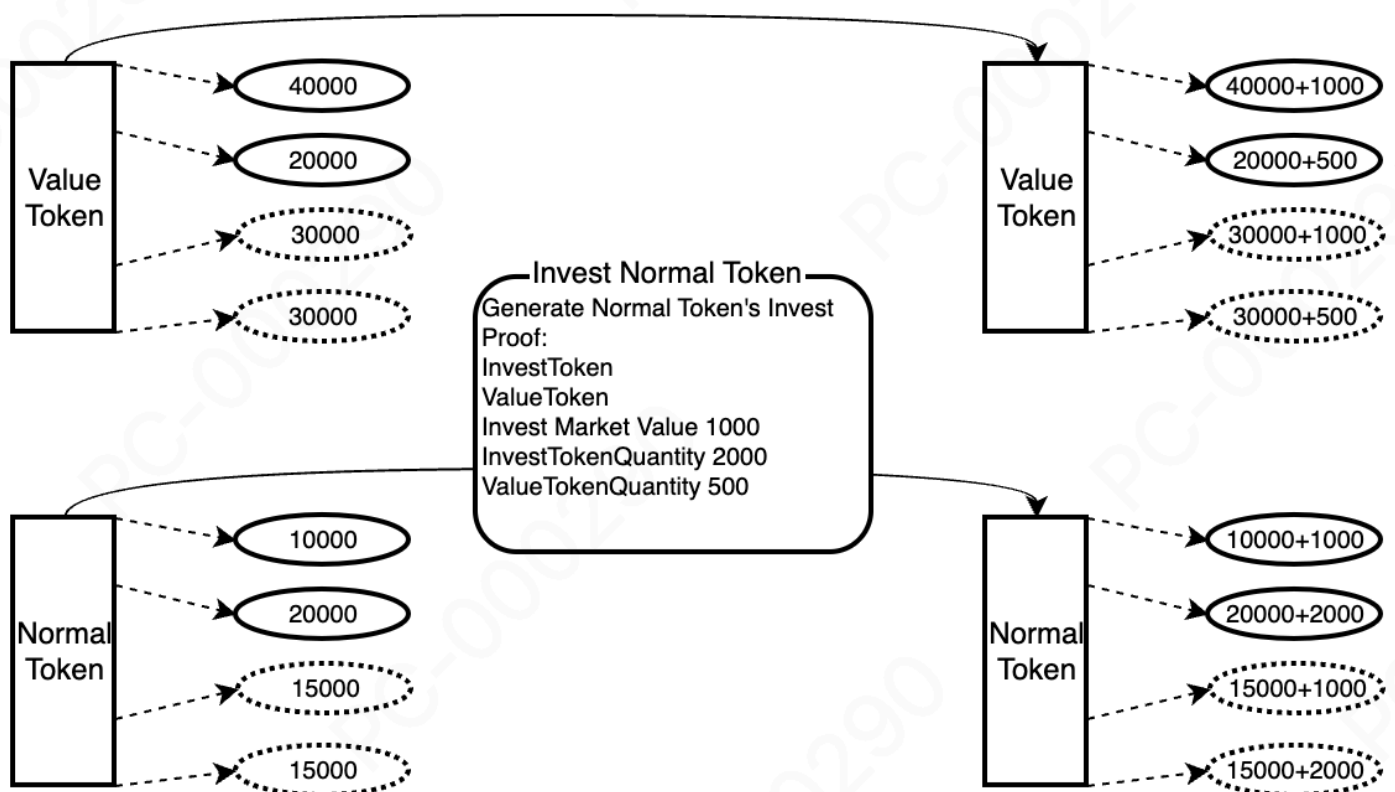 40000
20000
30000
30000
Value
Token
40000+1000
20000+500
30000+1000
30000+500
Value
Token
Invest Normal Token
Generate Normal Token's Invest
Proof:
InvestToken
ValueToken
Invest Market Value 1000
InvestTokenQuantity 2000
ValueTokenQuantity 500
10000
20000
15000
15000
Normal
Token
10000+1000
20000+2000
15000+1000
15000+2000
Normal
Token
PC-000290